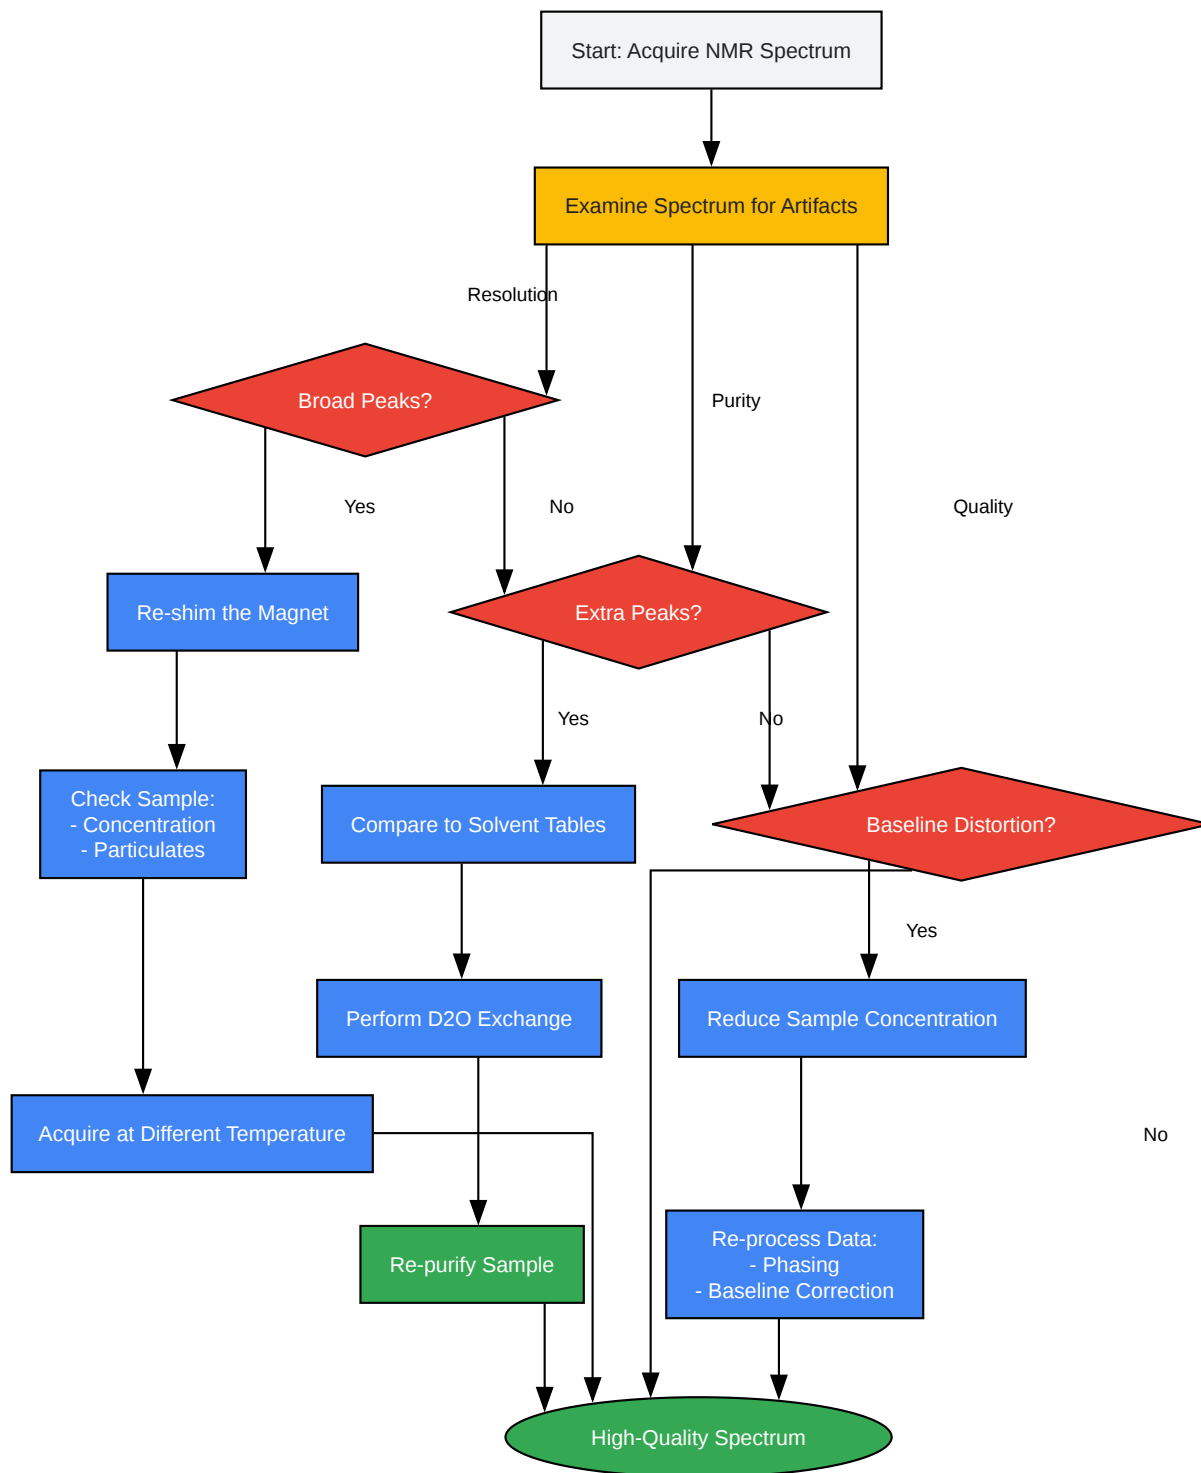 Start: Acquire NMR Spectrum
Examine Spectrum for Artifacts
Resolution
Broad Peaks?
Purity
Yes
No
Quality
Re-shim the Magnet
Extra Peaks?
Yes
No
Check Sample:
- Concentration
- Particulates
Compare to Solvent Tables
Baseline Distortion?
Yes
Perform D2O Exchange
Reduce Sample Concentration
Acquire at Different Temperature
No
Re-purify Sample
Re-process Data:
- Phasing
- Baseline Correction
High-Quality Spectrum